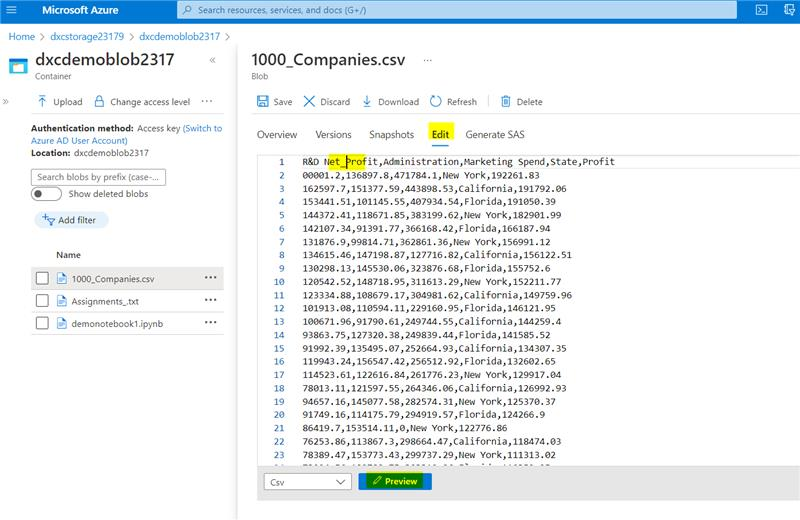 Microsoft Azure
Search resources, services, and docs (G+/)
Home > dxcstorage23179 > dxcdemoblob2317 >
dxcdemoblob2317
Container
Upload
Change access level
Authentication method: Access key (Switch to
Azure AD User Account)
Location: dxcdemoblob2317
Search blobs by prefix (case-...
Show deleted blobs
Add filter
Name
1000_Companies.csv
Assignments_.txt
demonotebook1.ipynb
1000_Companies.csv ...
Blob
Save
Discard
Download
Refresh
Delete
Overview
Versions
Snapshots
Edit
Generate SAS
1 R&D Net_Profit,Administration,Marketing Spend,State,Profit
2 00001.2,136897.8,471784.1,New York,192261.83
3 162597.7,151377.59,443898.53,California,191792.06
4 153441.51,101145.55,407934.54,Florida,191050.39
5 144372.41,118671.85,383199.62,New York,182901.99
6 142107.34,91391.77,366168.42,Florida,166187.94
7 131876.9,99814.71,362861.36,New York,156991.12
8 134615.46,147198.87,127716.82,California,156122.51
9 130298.13,145530.06,323876.68,Florida,155752.6
10 120542.52,148718.95,311613.29,New York,152211.77
11 123334.88,108679.17,304981.62,California,149759.96
12 101913.08,110594.11,229160.95,Florida,146121.95
13 100671.96,91790.61,249744.55,California,144259.4
14 93863.75,127320.38,249839.44,Florida,141585.52
15 91992.39,135495.07,252664.93,California,134307.35
16 119943.24,156547.42,256512.92,Florida,132602.65
17 114523.61,122616.84,261776.23,New York,129917.04
18 78013.11,121597.55,264346.06,California,126992.93
19 94657.16,145077.58,282574.31,New York,125370.37
20 91749.16,114175.79,294919.57,Florida,124266.9
21 86419.7,153514.11,0,New York,122776.86
22 76253.86,113867.3,298664.47,California,118474.03
23 78389.47,153773.43,299737.29,New York,111313.02
Csv
Preview